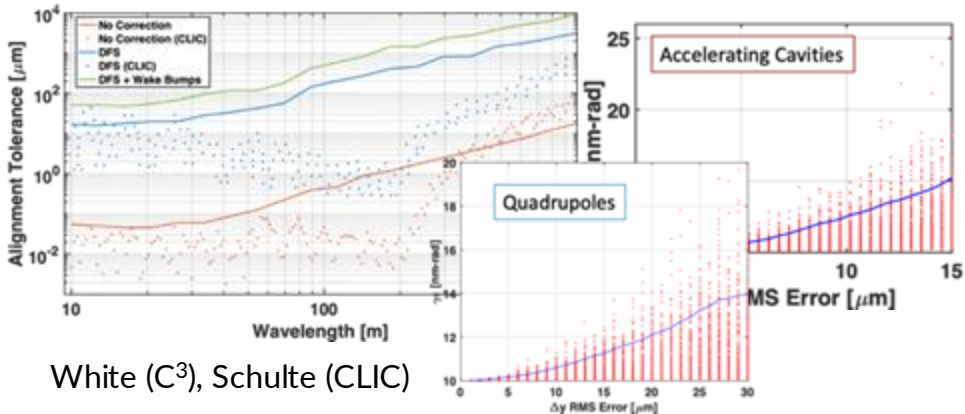 No Correction
No Correction (CLIC)
DFS
DFS (CLIC)
DFS + Wake Bumps
Alignment Tolerance [μm]
10^4
10^2
10^0
10^-2
10
100
Wavelength [m]
Accelerating Cavities
25
20
[nm-rad]
10
15
RMS Error [μm]
Quadrupoles
20
18
16
14
12
10
[nm-rad]
0
5
10
15
20
25
30
Δy RMS Error [μm]
White (C³), Schulte (CLIC)